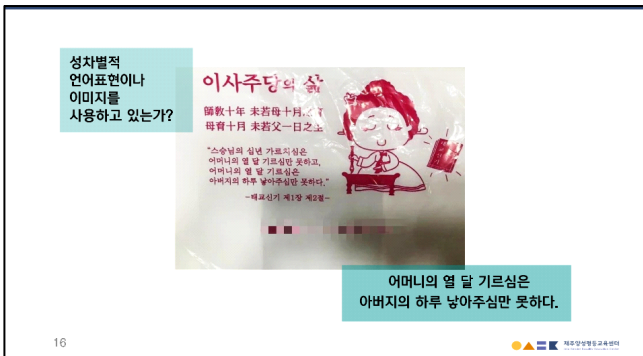 성차별적
언어표현이나
이미지를
사용하고 있는가?
이사주당의 삶
師敎十年 未若母十月
母育十月 未若父一日之
"스승님의 십년 가르치심은
어머니의 열 달 기르심만 못하고,
어머니의 열 달 기르심은
아버지의 하루 낳아주심만 못하다."
-태교신기 제1장 제2절-
어머니의 열 달 기르심은
아버지의 하루 낳아주심만 못하다.
16
제주양성평등교육센터